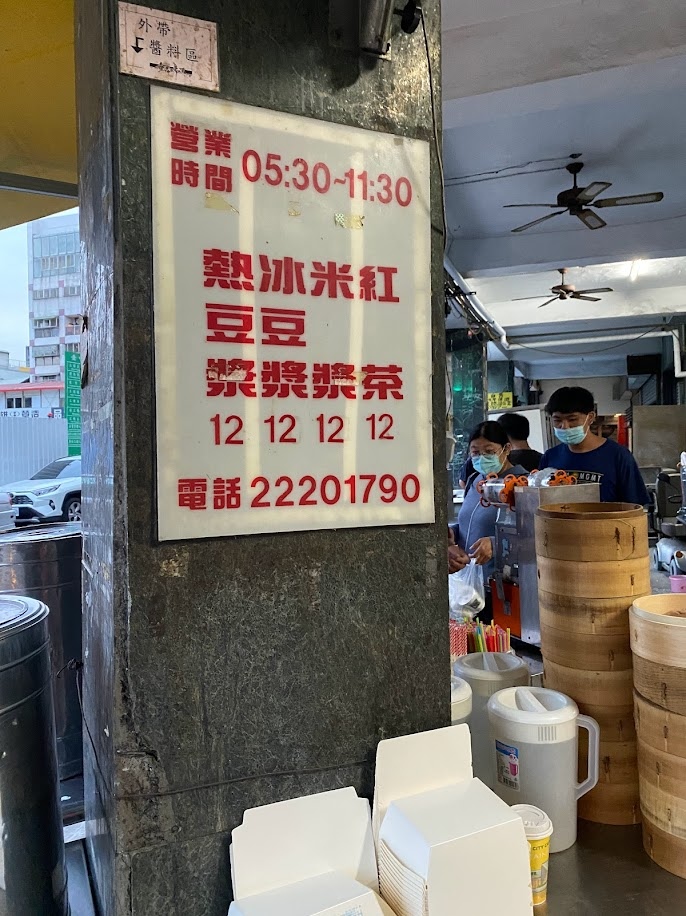 外帶
醬料區
營業
時間 05:30~11:30
熱豆漿 12
冰豆漿 12
米漿 12
紅茶 12
電話 22201790